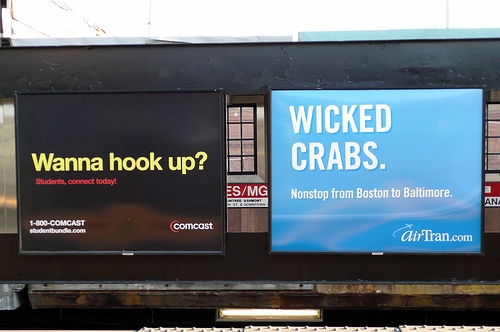 Wanna hook up?
Students, connect today!
1-800-COMCAST
studentbundle.com
comcast
ES/MG
WICKED
CRABS.
Nonstop from Boston to Baltimore.
airTran.com